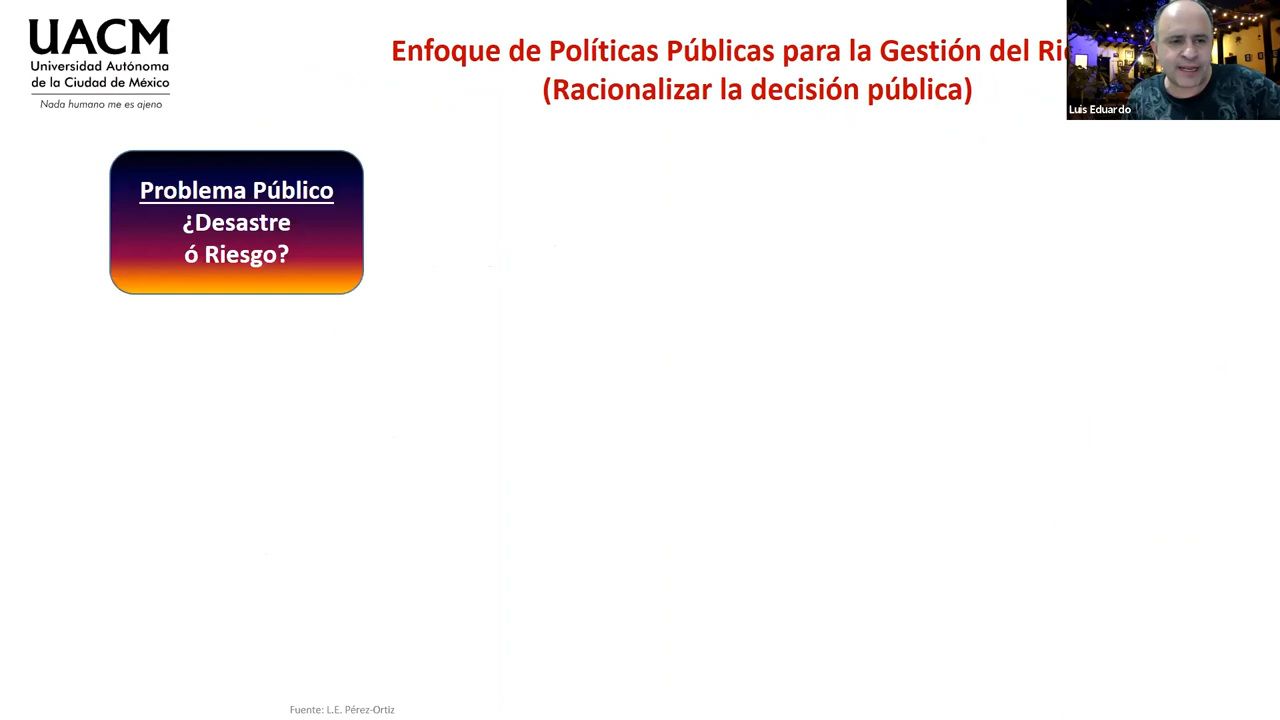 UACM
Universidad Autónoma
de la Ciudad de México
Nada humano me es ajeno
Enfoque de Políticas Públicas para la Gestión del
(Racionalizar la decisión pública)
Luis Eduardo
Problema Público
¿Desastre
ó Riesgo?
Fuente: L.E. Pérez-Ortiz